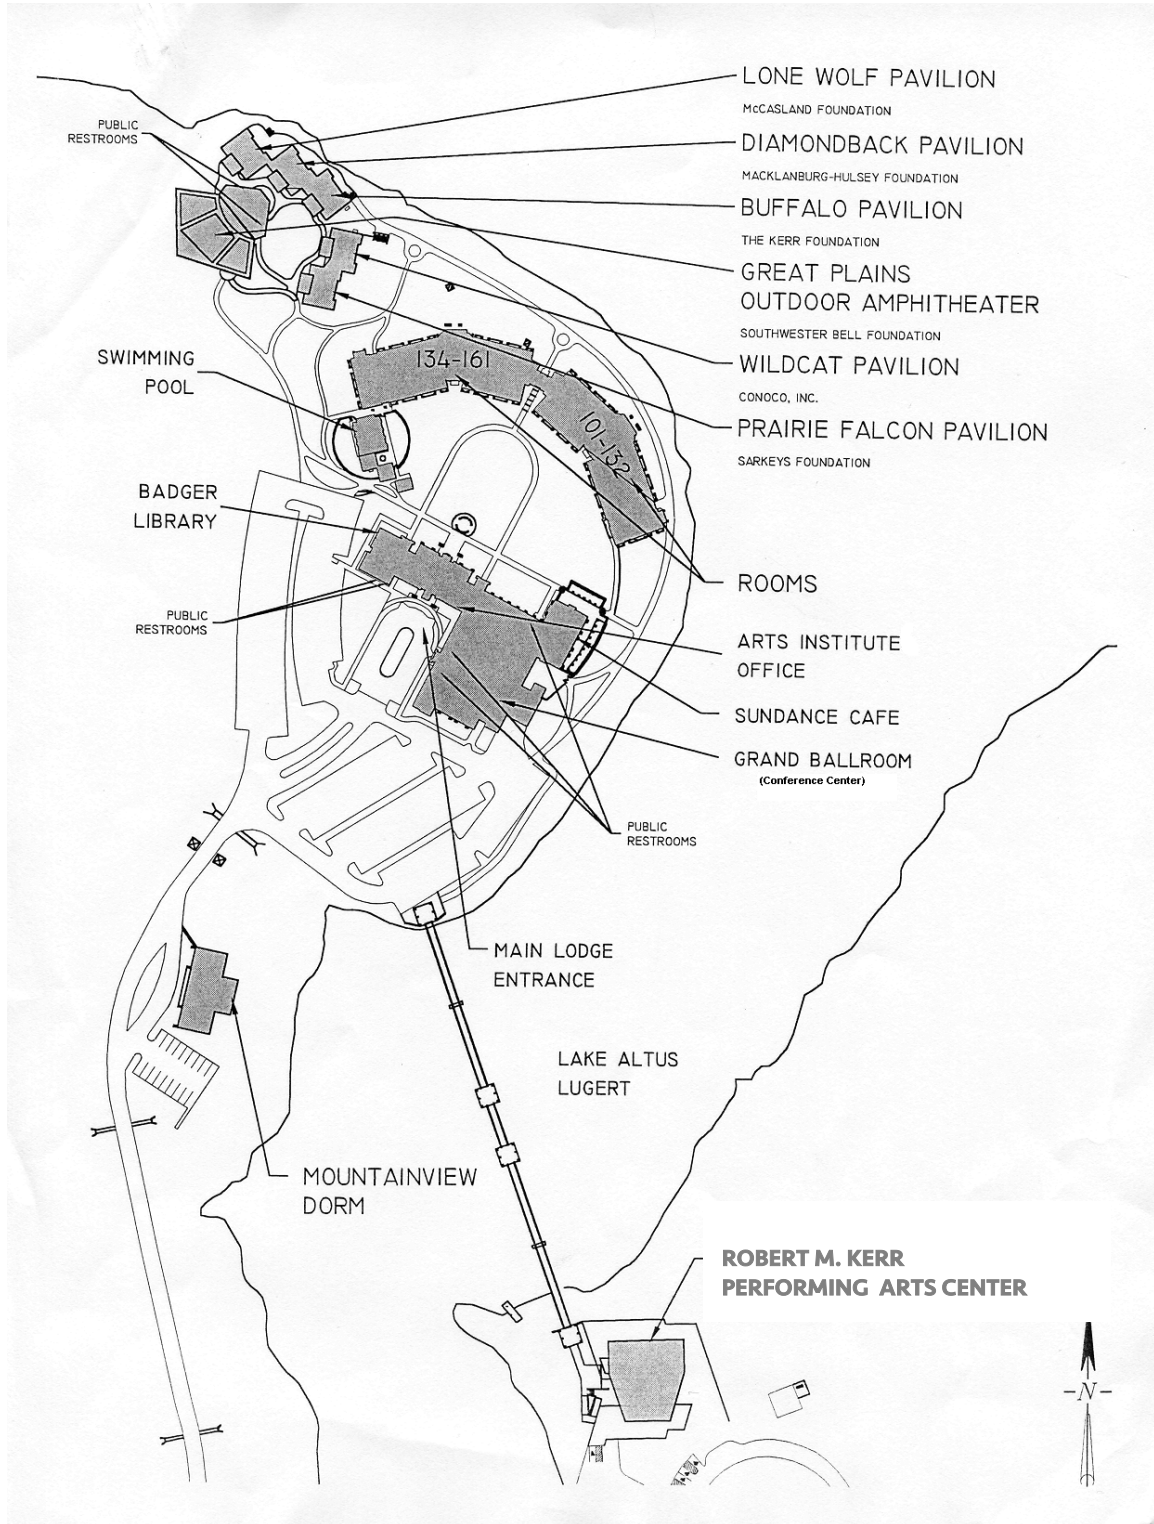 LONE WOLF PAVILION
McCASLAND FOUNDATION
PUBLIC
RESTROOMS
DIAMONDBACK PAVILION
MACKLANBURG-HULSEY FOUNDATION
BUFFALO PAVILION
THE KERR FOUNDATION
GREAT PLAINS
OUTDOOR AMPHITHEATER
SOUTHWESTER BELL FOUNDATION
WILDCAT PAVILION
CONOCO, INC.
PRAIRIE FALCON PAVILION
SARKEYS FOUNDATION
SWIMMING
POOL
134-161
101-132
BADGER
LIBRARY
ROOMS
PUBLIC
RESTROOMS
ARTS INSTITUTE
OFFICE
SUNDANCE CAFE
GRAND BALLROOM
(Conference Center)
PUBLIC
RESTROOMS
MAIN LODGE
ENTRANCE
LAKE ALTUS
LUGERT
MOUNTAINVIEW
DORM
ROBERT M. KERR
PERFORMING ARTS CENTER
N